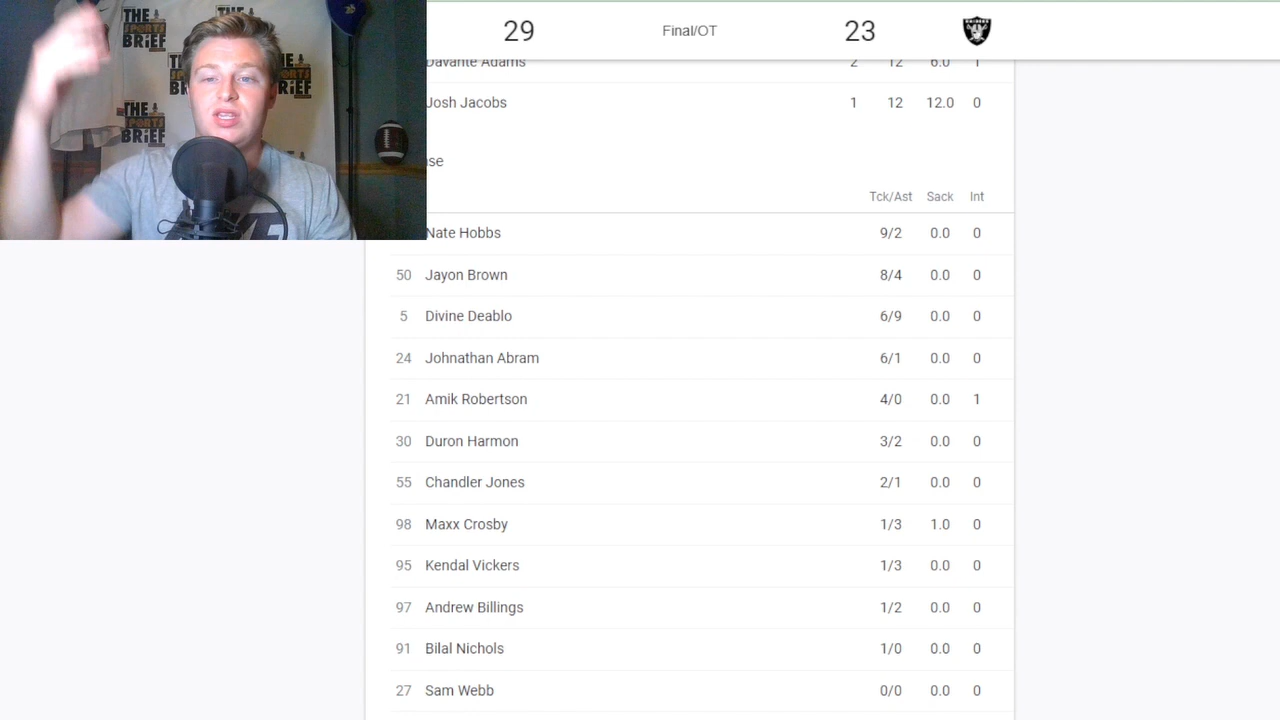 29 Final/OT 23 RAIDERS
Davante Adams 2 12 6.0 1
Josh Jacobs 1 12 12.0 0
se
Tck/Ast Sack Int
Nate Hobbs 9/2 0.0 0
50 Jayon Brown 8/4 0.0 0
5 Divine Deablo 6/9 0.0 0
24 Johnathan Abram 6/1 0.0 0
21 Amik Robertson 4/0 0.0 1
30 Duron Harmon 3/2 0.0 0
55 Chandler Jones 2/1 0.0 0
98 Maxx Crosby 1/3 1.0 0
95 Kendal Vickers 1/3 0.0 0
97 Andrew Billings 1/2 0.0 0
91 Bilal Nichols 1/0 0.0 0
27 Sam Webb 0/0 0.0 0
THE
SPORTS
BRIEF
THE
SPORTS
BRIEF
THE
BRIEF